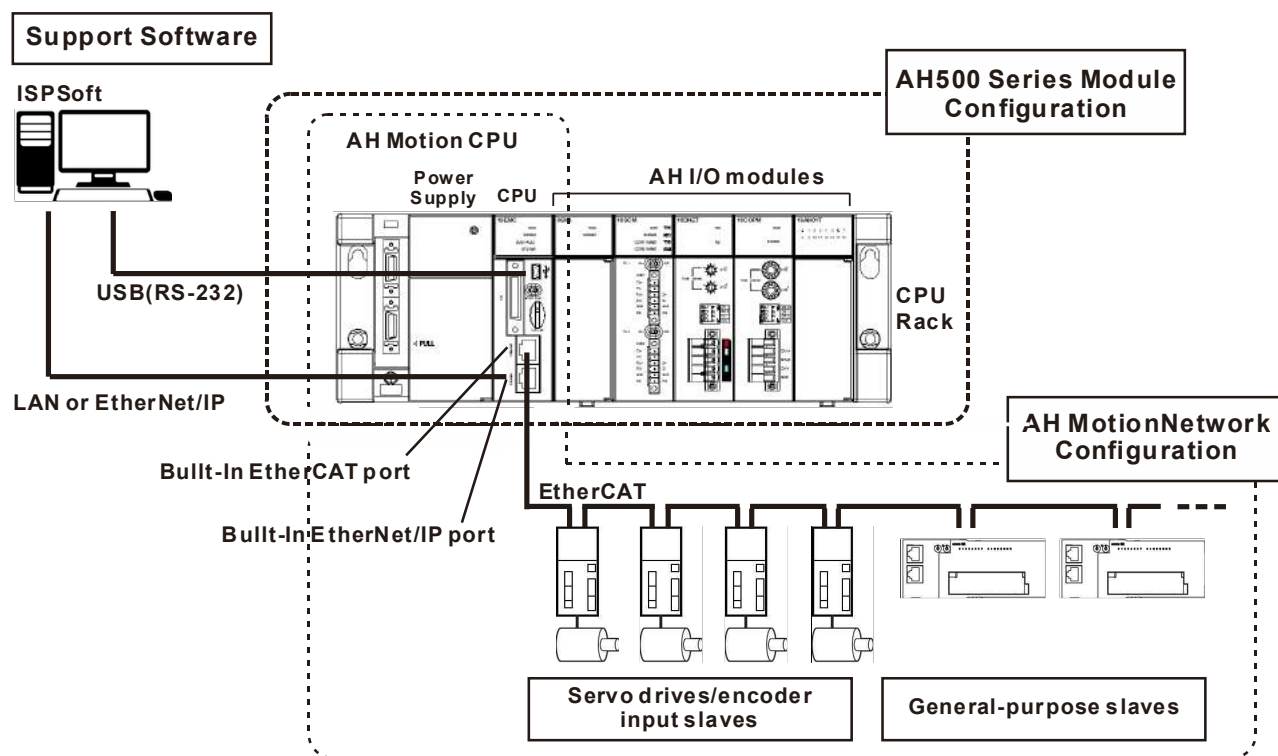 Support Software
ISPSoft
AH500 Series Module
Configuration
AH Motion CPU
Power
Supply
CPU
AH I/O modules
USB(RS-232)
CPU
Rack
PULL
LAN or EtherNet/IP
AH MotionNetwork
Configuration
Bullt-In EtherCAT port
EtherCAT
Bullt-In EtherNet/IP port
Servo drives/encoder
input slaves
General-purpose slaves